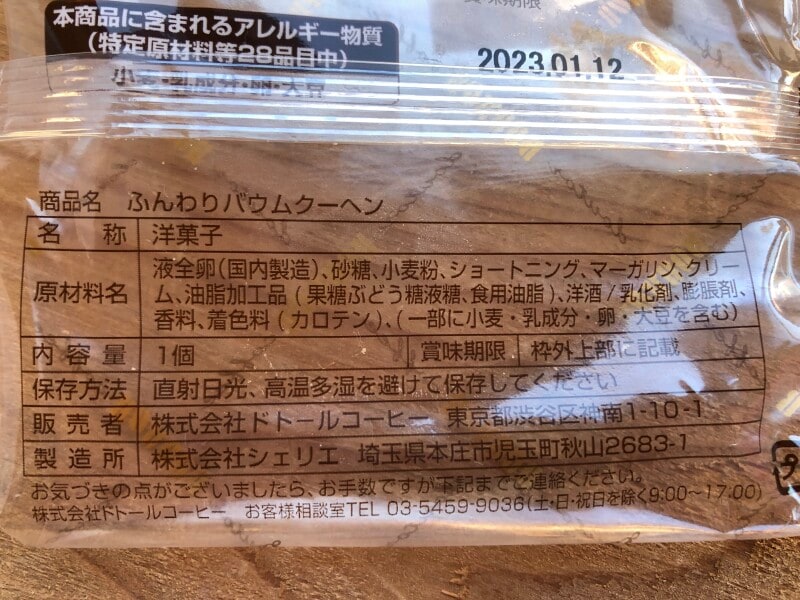 賞味期限
本商品に含まれるアレルギー物質
(特定原材料等28品目中)
2023.01.12
小麦・乳成分・卵・大豆
商品名 ふんわりバウムクーヘン
名称 洋菓子
原材料名 液全卵(国内製造)、砂糖、小麦粉、ショートニング、マーガリン、クリー
ム、油脂加工品(果糖ぶどう糖液糖、食用油脂)、洋酒/乳化剤、膨脹剤、
香料、着色料(カロテン)、(一部に小麦・乳成分・卵・大豆を含む)
内容量 1個 賞味期限 枠外上部に記載
保存方法 直射日光、高温多湿を避けて保存してください
販売者 株式会社ドトールコーヒー 東京都渋谷区神南1-10-1
製造所 株式会社シェリエ 埼玉県本庄市児玉町秋山2683-1
お気づきの点がございましたら、お手数ですが下記までご連絡ください。
株式会社ドトールコーヒー お客様相談室TEL 03-5459-9036(土・日・祝日を除く9:00~17:00)